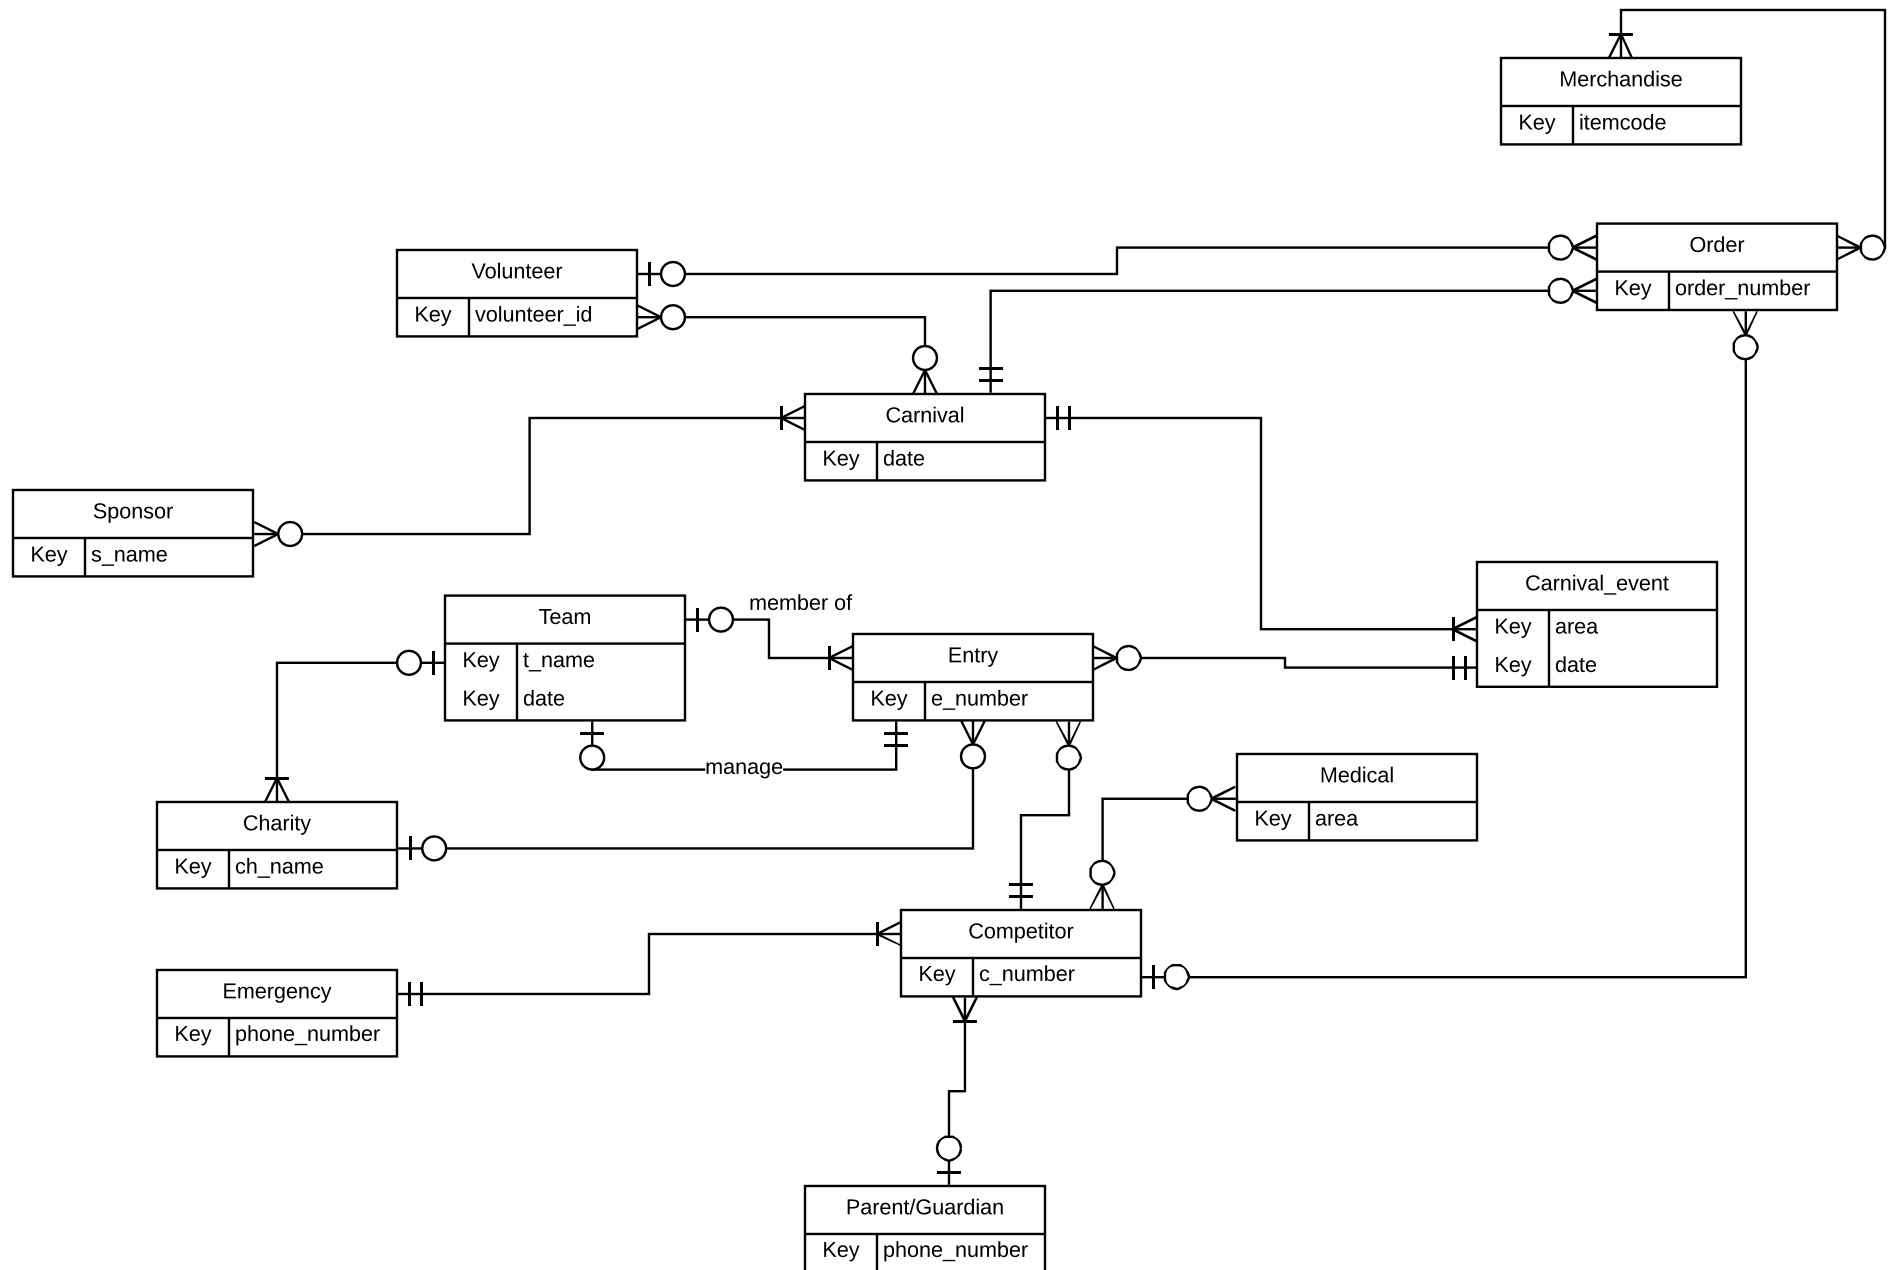 Merchandise
Key itemcode
Order
Key order_number
Volunteer
Key volunteer_id
Carnival
Key date
Sponsor
Key s_name
Carnival_event
Key area
Key date
Team
Key t_name
Key date
member of
Entry
Key e_number
manage
Medical
Key area
Charity
Key ch_name
Competitor
Key c_number
Emergency
Key phone_number
Parent/Guardian
Key phone_number